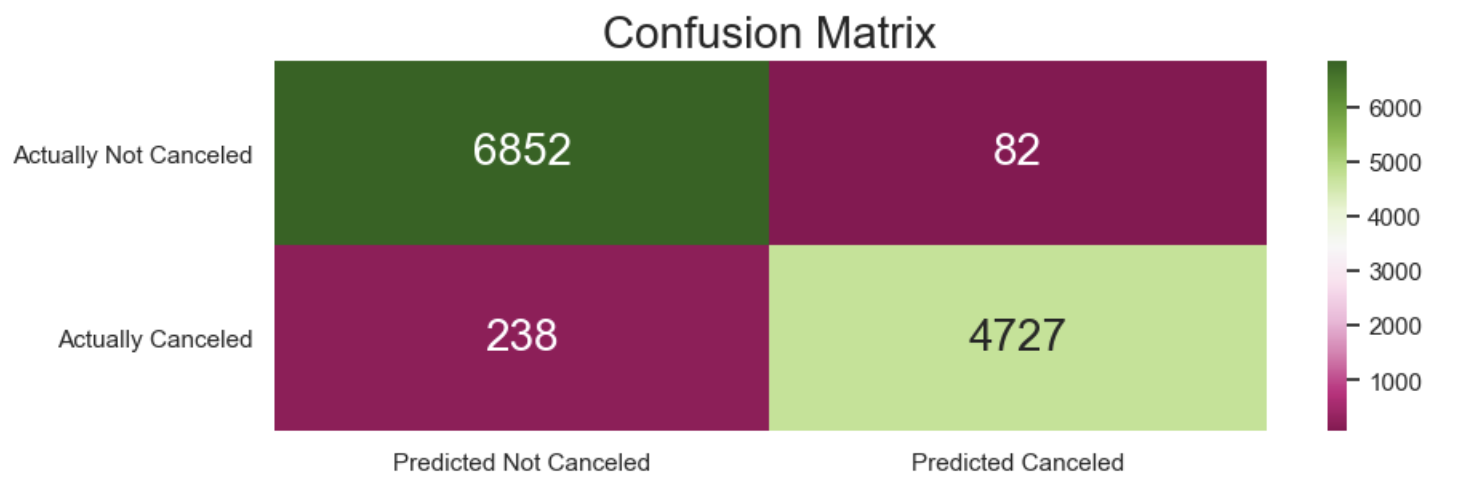 Confusion Matrix
Actually Not Canceled
6852
82
Actually Canceled
238
4727
Predicted Not Canceled
Predicted Canceled
6000
5000
4000
3000
2000
1000